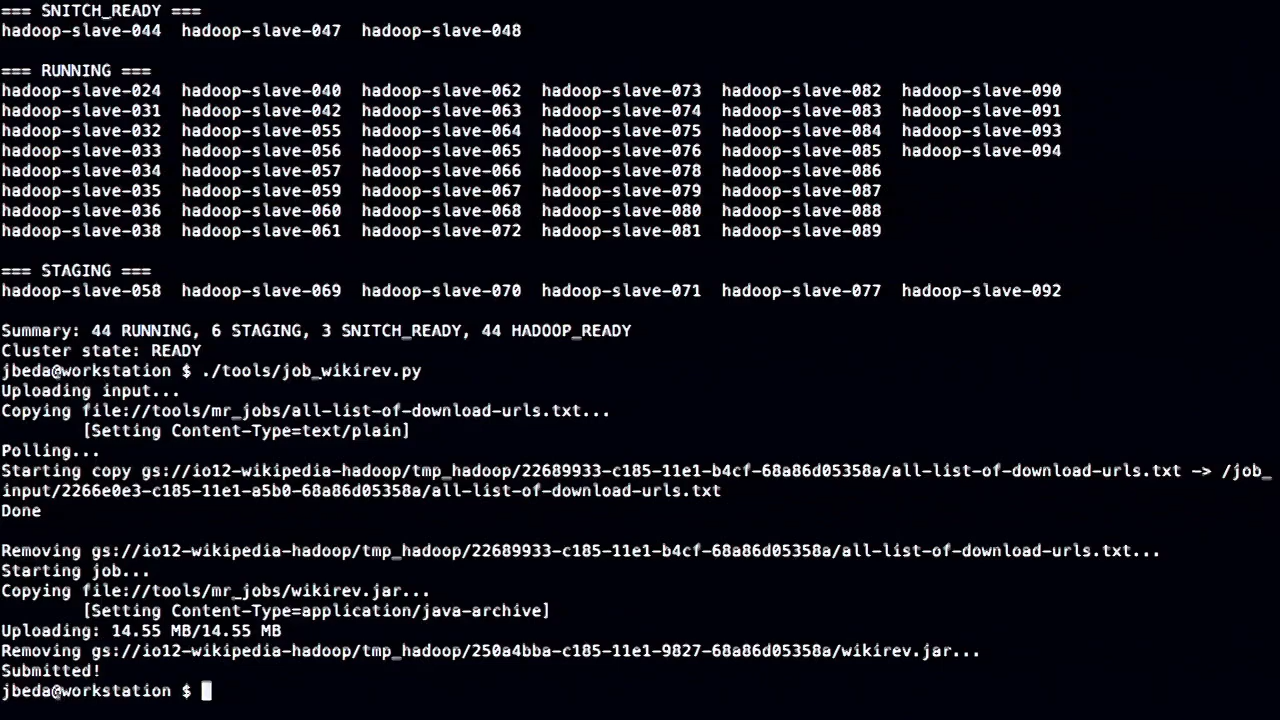 === SNITCH_READY ===
hadoop-slave-044  hadoop-slave-047  hadoop-slave-048
=== RUNNING ===
hadoop-slave-024  hadoop-slave-040  hadoop-slave-062  hadoop-slave-073  hadoop-slave-082  hadoop-slave-090
hadoop-slave-031  hadoop-slave-042  hadoop-slave-063  hadoop-slave-074  hadoop-slave-083  hadoop-slave-091
hadoop-slave-032  hadoop-slave-055  hadoop-slave-064  hadoop-slave-075  hadoop-slave-084  hadoop-slave-093
hadoop-slave-033  hadoop-slave-056  hadoop-slave-065  hadoop-slave-076  hadoop-slave-085  hadoop-slave-094
hadoop-slave-034  hadoop-slave-057  hadoop-slave-066  hadoop-slave-078  hadoop-slave-086
hadoop-slave-035  hadoop-slave-059  hadoop-slave-067  hadoop-slave-079  hadoop-slave-087
hadoop-slave-036  hadoop-slave-060  hadoop-slave-068  hadoop-slave-080  hadoop-slave-088
hadoop-slave-038  hadoop-slave-061  hadoop-slave-072  hadoop-slave-081  hadoop-slave-089
=== STAGING ===
hadoop-slave-058  hadoop-slave-069  hadoop-slave-070  hadoop-slave-071  hadoop-slave-077  hadoop-slave-092
Summary: 44 RUNNING, 6 STAGING, 3 SNITCH_READY, 44 HADOOP_READY
Cluster state: READY
jbeda@workstation $ ./tools/job_wikirev.py
Uploading input...
Copying file://tools/mr_jobs/all-list-of-download-urls.txt...
[Setting Content-Type=text/plain]
Polling...
Starting copy gs://io12-wikipedia-hadoop/tmp_hadoop/22689933-c185-11e1-b4cf-68a86d05358a/all-list-of-download-urls.txt -> /job_
input/2266e0e3-c185-11e1-a5b0-68a86d05358a/all-list-of-download-urls.txt
Done
Removing gs://io12-wikipedia-hadoop/tmp_hadoop/22689933-c185-11e1-b4cf-68a86d05358a/all-list-of-download-urls.txt...
Starting job...
Copying file://tools/mr_jobs/wikirev.jar...
[Setting Content-Type=application/java-archive]
Uploading: 14.55 MB/14.55 MB
Removing gs://io12-wikipedia-hadoop/tmp_hadoop/250a4bba-c185-11e1-9827-68a86d05358a/wikirev.jar...
Submitted!
jbeda@workstation $